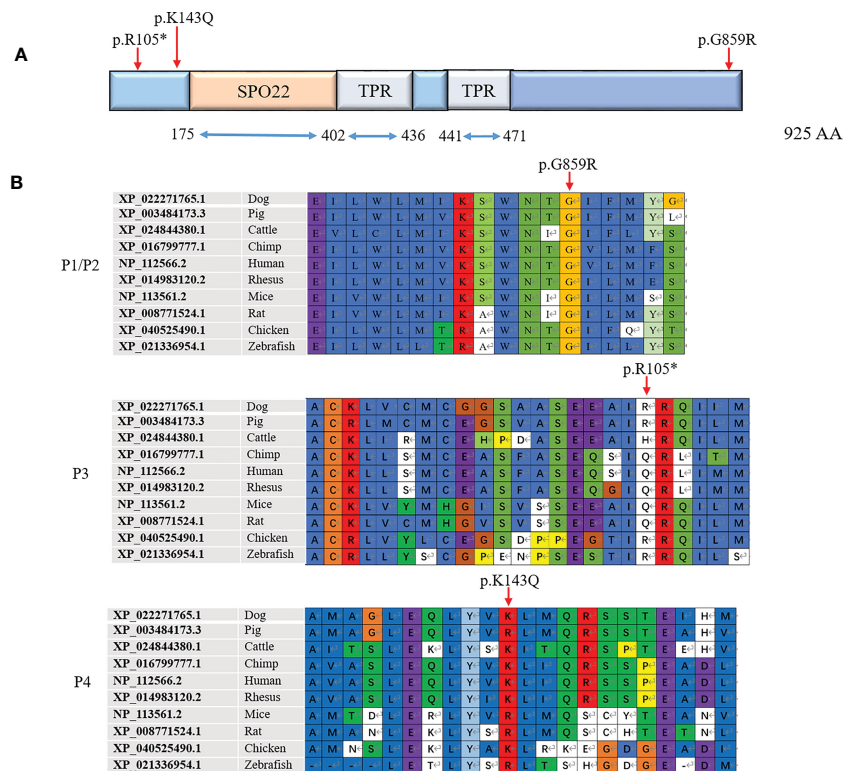 A
p.R105*
p.K143Q
p.G859R
SPO22
TPR
TPR
175
402
436
441
471
925 AA
B
p.G859R
P1/P2
XP_022271765.1 Dog E I L W L M I K S W N T G I F M Y G
XP_003484173.3 Pig E I L W L M V K S W N T G I F M Y L
XP_024844380.1 Cattle E V L C L M I K S W N I G I F L Y S
XP_016799777.1 Chimp E I L W L M V K S W N T G V L M F S
NP_112566.2 Human E I L W L M V K S W N T G V L M F S
XP_014983120.2 Rhesus E I L W L M V K S W N T G I L M E S
NP_113561.2 Mice E I V W L M I K S W N I G I L M S S
XP_008771524.1 Rat E I V W L M I K A W N I G I L M Y S
XP_040525490.1 Chicken E I L W L M T R A W N T G I F Q Y T
XP_021336954.1 Zebrafish E I L W L L T R A W N T G I L L Y S
p.R105*
P3
XP_022271765.1 Dog A C K L V C M C G G S A A S E E A I R R Q I L M
XP_003484173.3 Pig A C R L M C M C E G S V A S E E A I R R Q I L M
XP_024844380.1 Cattle A C K L I R M C E H P D A S E E A I H R Q I L M
XP_016799777.1 Chimp A C K L L S M C E A S F A S E Q S I Q R L I T M
NP_112566.2 Human A C K L L S M C E A S F A S E Q S I Q R L I M M
XP_014983120.2 Rhesus A C K L L S M C E A S F A S E Q G I Q R L I M M
NP_113561.2 Mice A C K L V Y M H G I S V S S E E A I Q R Q I L M
XP_008771524.1 Rat A C K L V C M H G V S V S S E E A I Q R Q I L M
XP_040525490.1 Chicken A C K L V Y L C E G S D P P E G T I R R Q I L M
XP_021336954.1 Zebrafish A C R L L Y S C G P E N P S E S T I R R Q I L S
p.K143Q
P4
XP_022271765.1 Dog A M A G L E Q L Y V K L M Q R S S T E I H V
XP_003484173.3 Pig A M A G L E Q L Y V R L M Q R S S T E A H V
XP_024844380.1 Cattle A I T S L E K L Y S K I T Q R S P T E E H V
XP_016799777.1 Chimp A V A S L E Q L Y V K L I Q R S S P E A D L
NP_112566.2 Human A V A S L E Q L Y V K L I Q R S S P E A D L
XP_014983120.2 Rhesus A V A S L E Q L Y I K L I Q R S S P E A D L
NP_113561.2 Mice A M T D L E R L Y V R L M Q S C Y T E A N V
XP_008771524.1 Rat A M A N L E K L Y S R L M Q S C H T E T N L
XP_040525490.1 Chicken A M N S L E K L Y A K L R K E G D G E A D I
XP_021336954.1 Zebrafish - - - - L E T L Y S R L T S H G D G E - D M